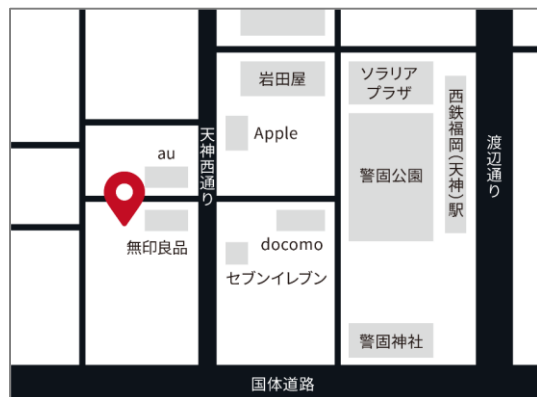 岩田屋
ソラリア
プラザ
西鉄福岡(天神)駅
渡辺通り
天神西通り
Apple
au
警固公園
無印良品
docomo
セブンイレブン
警固神社
国体道路